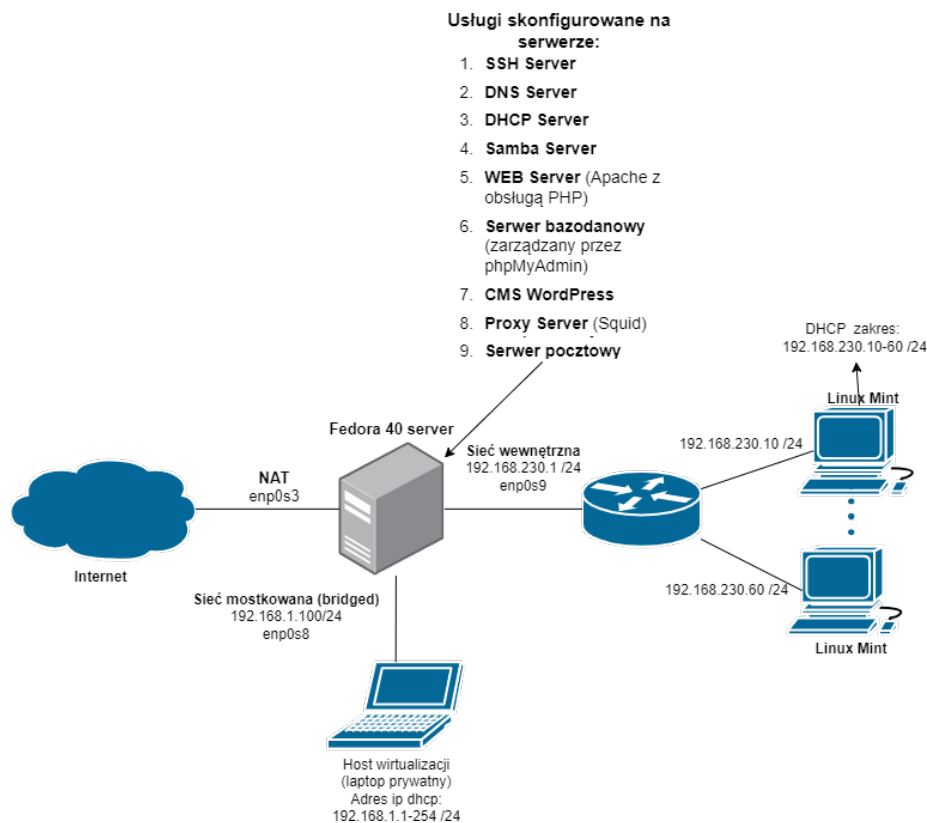 Usługi skonfigurowane na
serwerze:
1. SSH Server
2. DNS Server
3. DHCP Server
4. Samba Server
5. WEB Server (Apache z
obsługą PHP)
6. Serwer bazodanowy
(zarządzany przez
phpMyAdmin)
7. CMS WordPress
8. Proxy Server (Squid)
9. Serwer pocztowy
DHCP zakres:
192.168.230.10-60 /24
Linux Mint
Fedora 40 server
Sieć wewnętrzna
192.168.230.1 /24
enp0s9
192.168.230.10 /24
NAT
enp0s3
Internet
192.168.230.60 /24
Linux Mint
Sieć mostkowana (bridged)
192.168.1.100/24
enp0s8
Host wirtualizacji
(laptop prywatny)
Adres ip dhcp:
192.168.1.1-254 /24